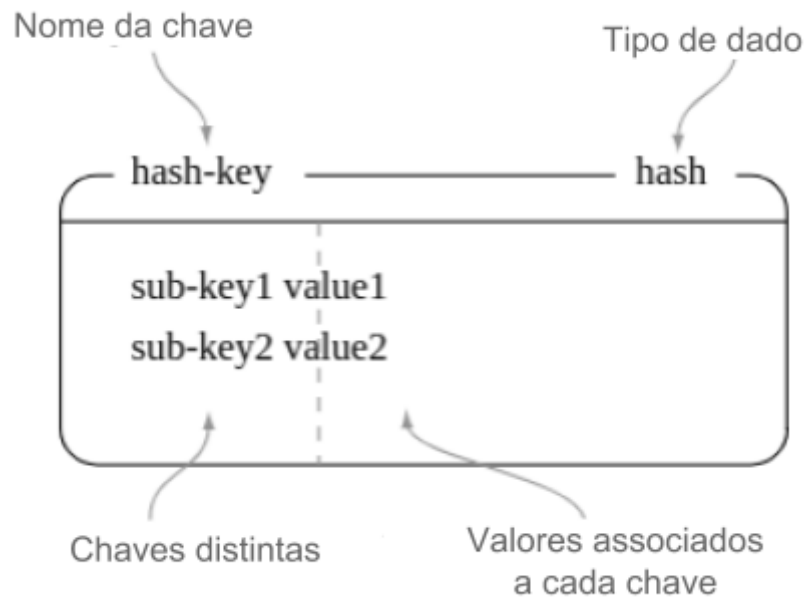 Nome da chave
Tipo de dado
hash-key hash
sub-key1 value1
sub-key2 value2
Chaves distintas
Valores associados
a cada chave